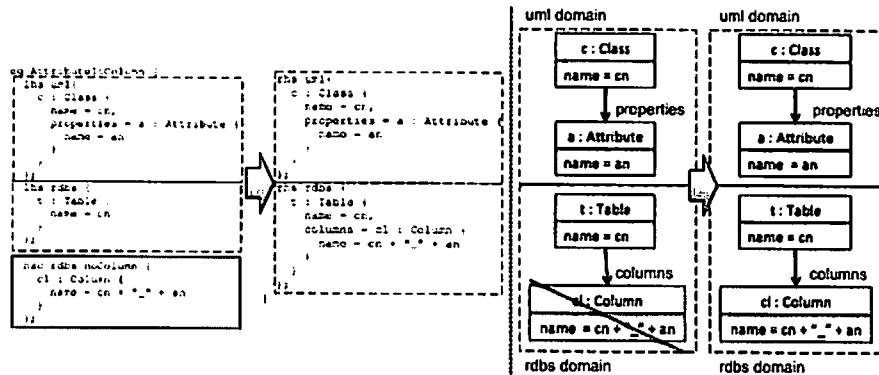 lhs uml{
c : Class {
name = cn,
properties = a : Attribute {
name = an
}
}
};
lhs rdbs {
t : Table {
name = cn
}
};
nac rdbs noColumn {
cl : Column {
name = cn + "_" + an
}
};
rhs uml{
c : Class {
name = cn,
properties = a : Attribute {
name = an
}
}
};
rhs rdbs {
t : Table {
name = cn,
columns = cl : Column {
name = cn + "_" + an
}
}
};
uml domain
c : Class
name = cn
properties
a : Attribute
name = an
t : Table
name = cn
columns
cl : Column
name = cn + "_" + an
rdbs domain
uml domain
c : Class
name = cn
properties
a : Attribute
name = an
t : Table
name = cn
columns
cl : Column
name = cn + "_" + an
rdbs domain